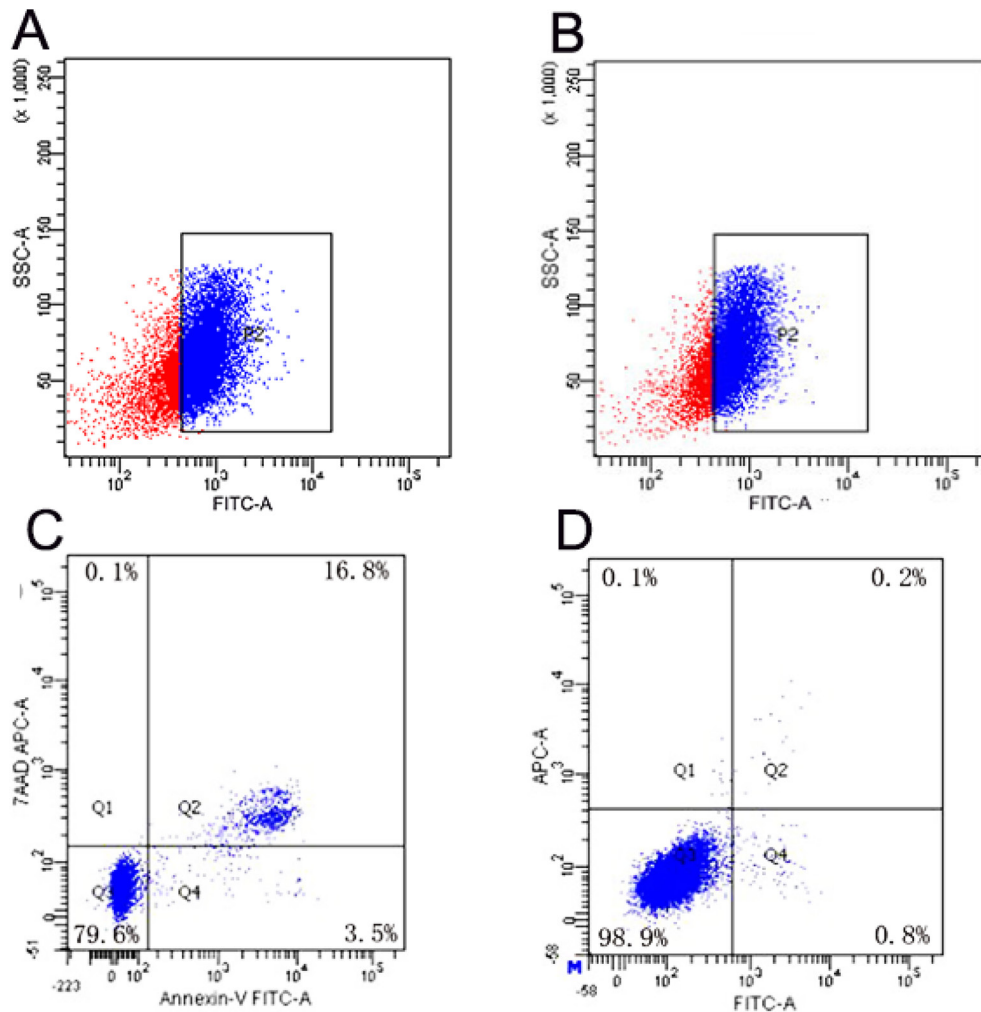 A
B
(x 1,000)
250
200
150
100
50
SSC-A
P2
10²
10³
10⁴
10⁵
FITC-A
(x 1,000)
250
200
150
100
50
SSC-A
P2
10²
10³
10⁴
10⁵
FITC-A
C
D
0.1%
16.8%
10⁵
10⁴
10³
10²
0
-51
7AAD APC-A
Q1
Q2
Q4
79.6%
3.5%
-223
0
10²
10³
10⁴
10⁵
Annexin-V FITC-A
0.1%
0.2%
10⁵
10⁴
10³
10²
0
-58
APC-A
Q1
Q2
Q3
Q4
98.9%
0.8%
M
-58
0
10²
10³
10⁴
10⁵
FITC-A